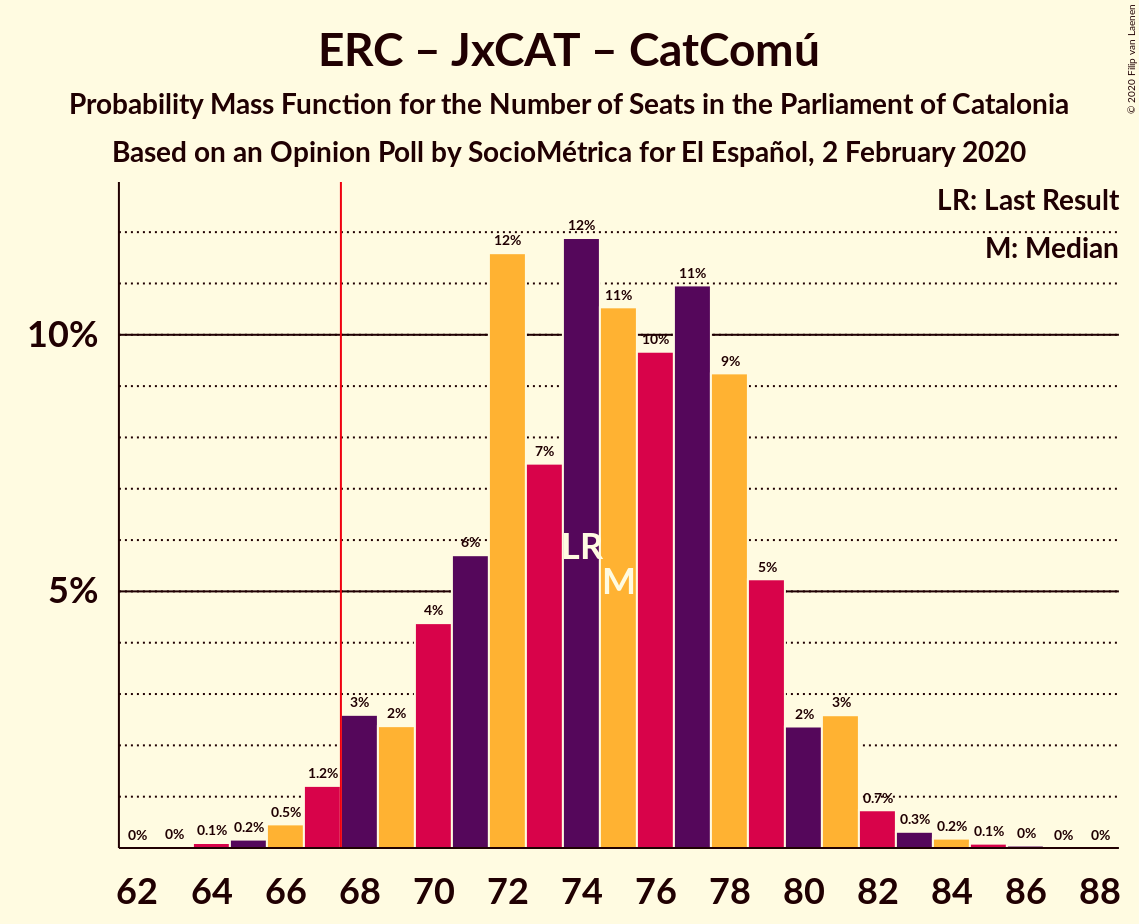 ERC – JxCAT – CatComú
Probability Mass Function for the Number of Seats in the Parliament of Catalonia
Based on an Opinion Poll by SocioMétrica for El Español, 2 February 2020
© 2020 Filip van Laenen
LR: Last Result
M: Median
10%
5%
0% 0% 0.1% 0.2% 0.5% 1.2% 3% 2% 4% 6% 12% 7% 12% 11% 10% 11% 9% 5% 2% 3% 0.7% 0.3% 0.2% 0.1% 0% 0% 0%
LR
M
62 64 66 68 70 72 74 76 78 80 82 84 86 88